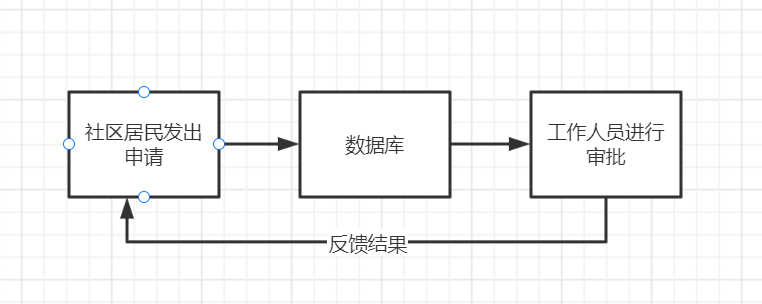 社区居民发出
申请
数据库
工作人员进行
审批
反馈结果